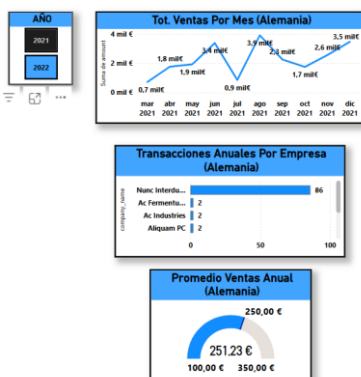 AÑO
2021
2022
Tot. Ventas Por Mes (Alemania)
Suma de amount
4 mil €
2 mil €
0 mil €
0,7 mil€
1,8 mil€
1,9 mil€
3,4 mil€
0.9 mil€
3,9 mil€
2,3 mil€
1,7 mil€
2,6 mil€
3,5 mil€
mar abr may jun jul ago sep oct nov dic
2021 2021 2021 2021 2021 2021 2021 2021 2021 2021
Transacciones Anuales Por Empresa
(Alemania)
company_name
Nunc Interdu... 86
Ac Fermentu... 2
Ac Industries 2
Aliquam PC 2
0 50 100
Promedio Ventas Anual
(Alemania)
250,00 €
251.23 €
100,00 € 350,00 €